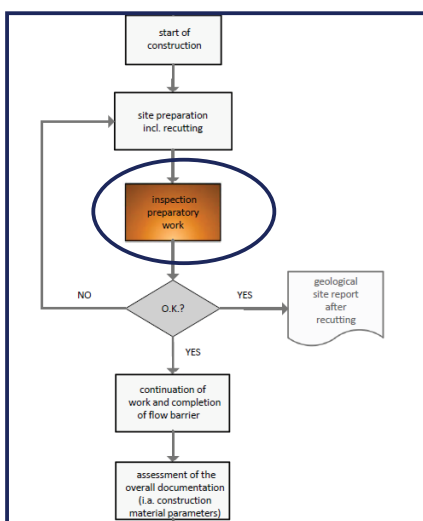 start of
construction
site preparation
incl. recutting
inspection
preparatory
work
NO
O.K.?
YES
geological
site report
after
recutting
YES
continuation of
work and completion
of flow barrier
assessment of the
overall documentation
(i.a. construction
material parameters)